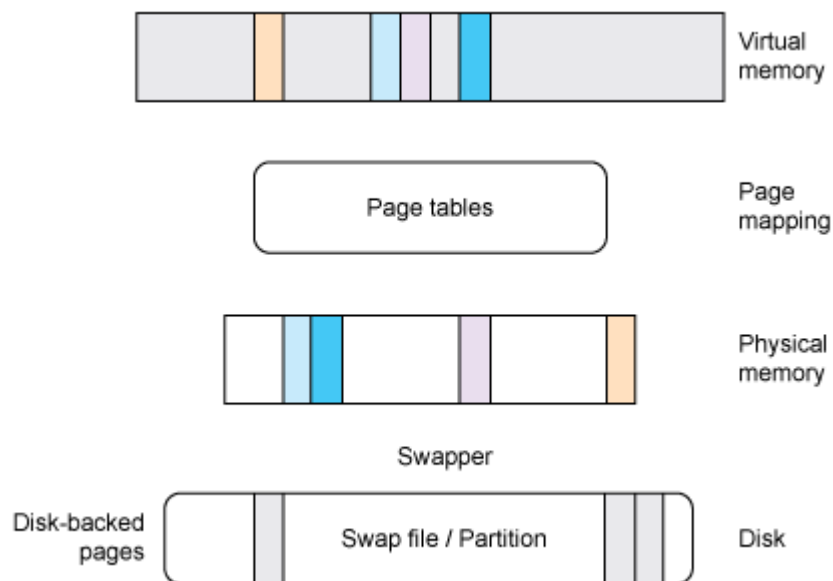 Virtual
memory
Page tables
Page
mapping
Physical
memory
Swapper
Disk-backed
pages
Swap file / Partition
Disk